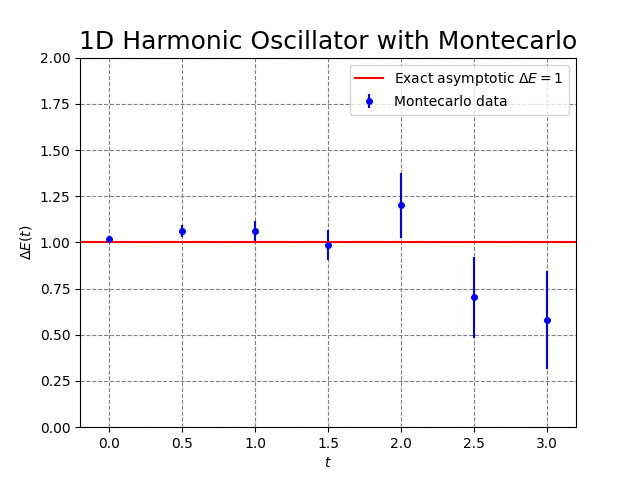 1D Harmonic Oscillator with Montecarlo
2.00
1.75
1.50
1.25
1.00
0.75
0.50
0.25
0.00
ΔE(t)
Exact asymptotic ΔE = 1
Montecarlo data
0.0 0.5 1.0 1.5 2.0 2.5 3.0
t